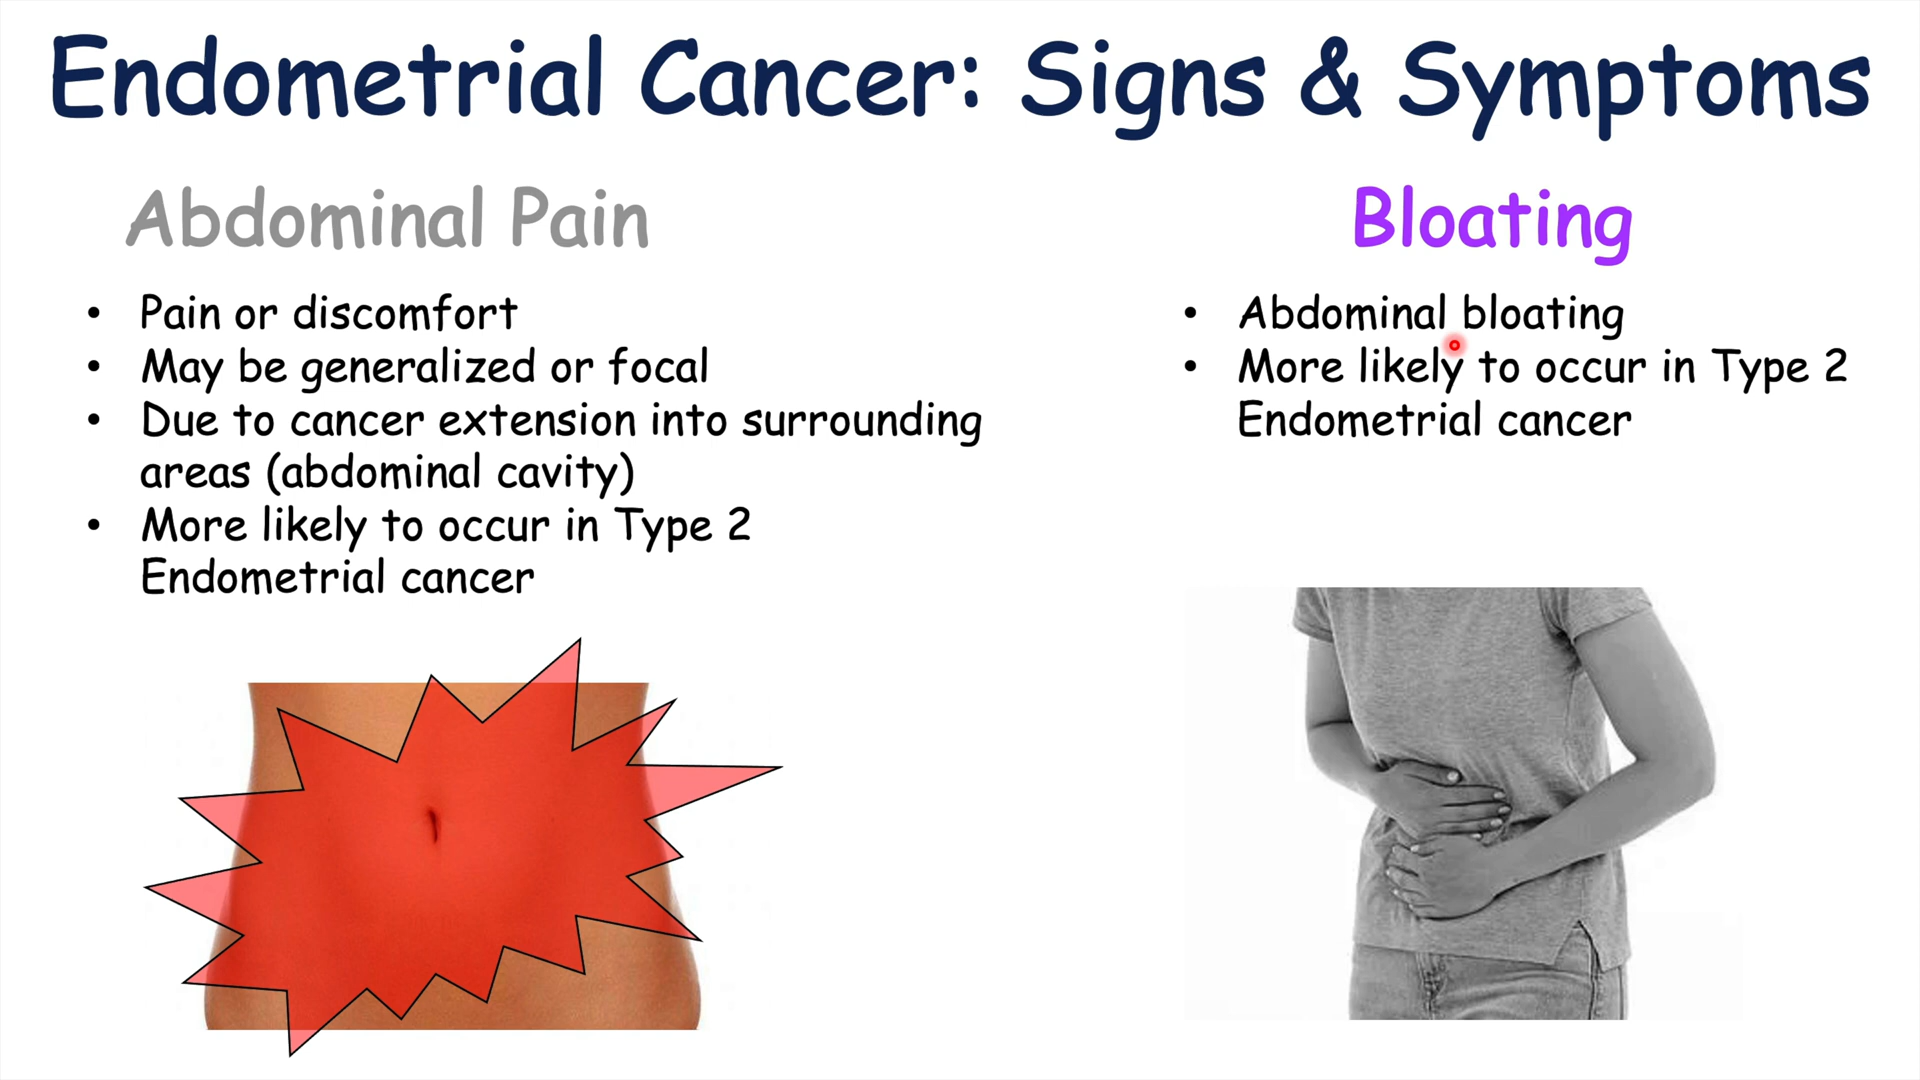 Endometrial Cancer: Signs & Symptoms
Abdominal Pain
• Pain or discomfort
• May be generalized or focal
• Due to cancer extension into surrounding
areas (abdominal cavity)
• More likely to occur in Type 2
Endometrial cancer
Bloating
• Abdominal bloating
• More likely to occur in Type 2
Endometrial cancer